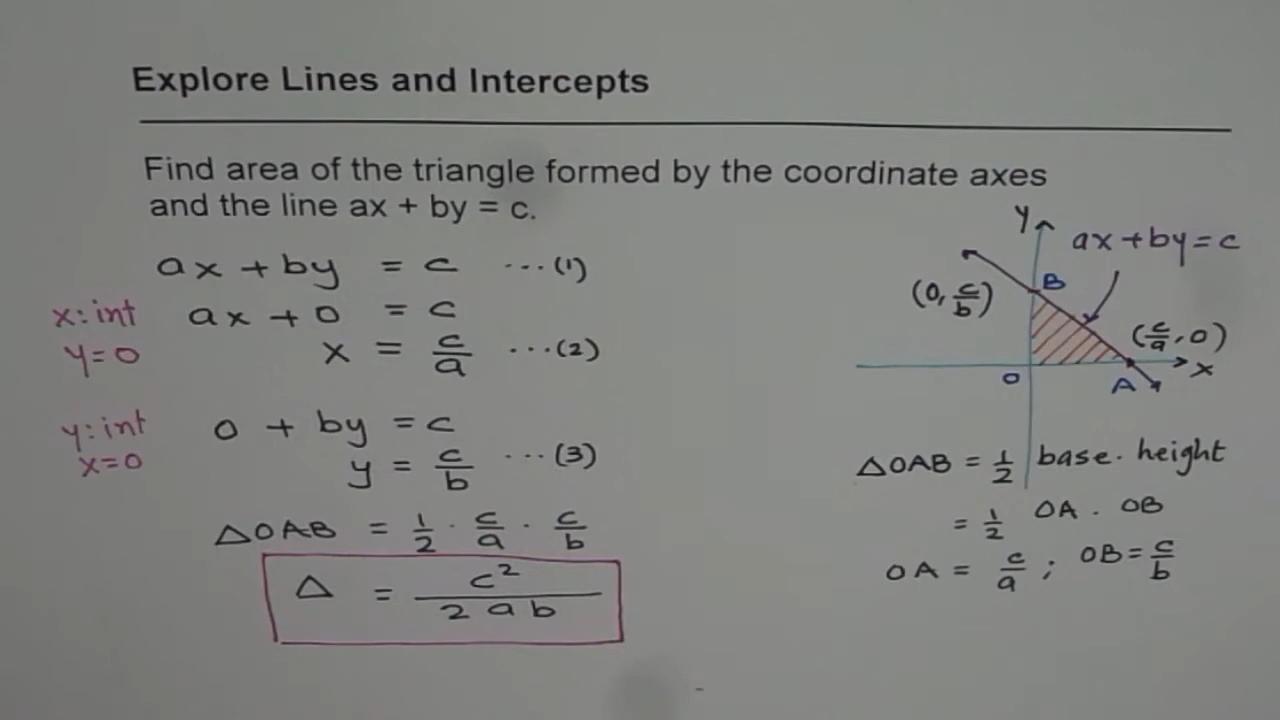 Explore Lines and Intercepts
Find area of the triangle formed by the coordinate axes
and the line ax + by = c.
ax + by = c ...(1)
x: int ax + 0 = c
y=0 x = c/a ...(2)
y: int 0 + by = c
x=0 y = c/b ...(3)
△OAB = 1/2 · c/a · c/b
△ = c²/2ab
y
ax+by=c
B
(0, c/b)
(c/a, 0)
x
O
A
△OAB = 1/2 base. height
= 1/2 OA . OB
OA = c/a ; OB = c/b